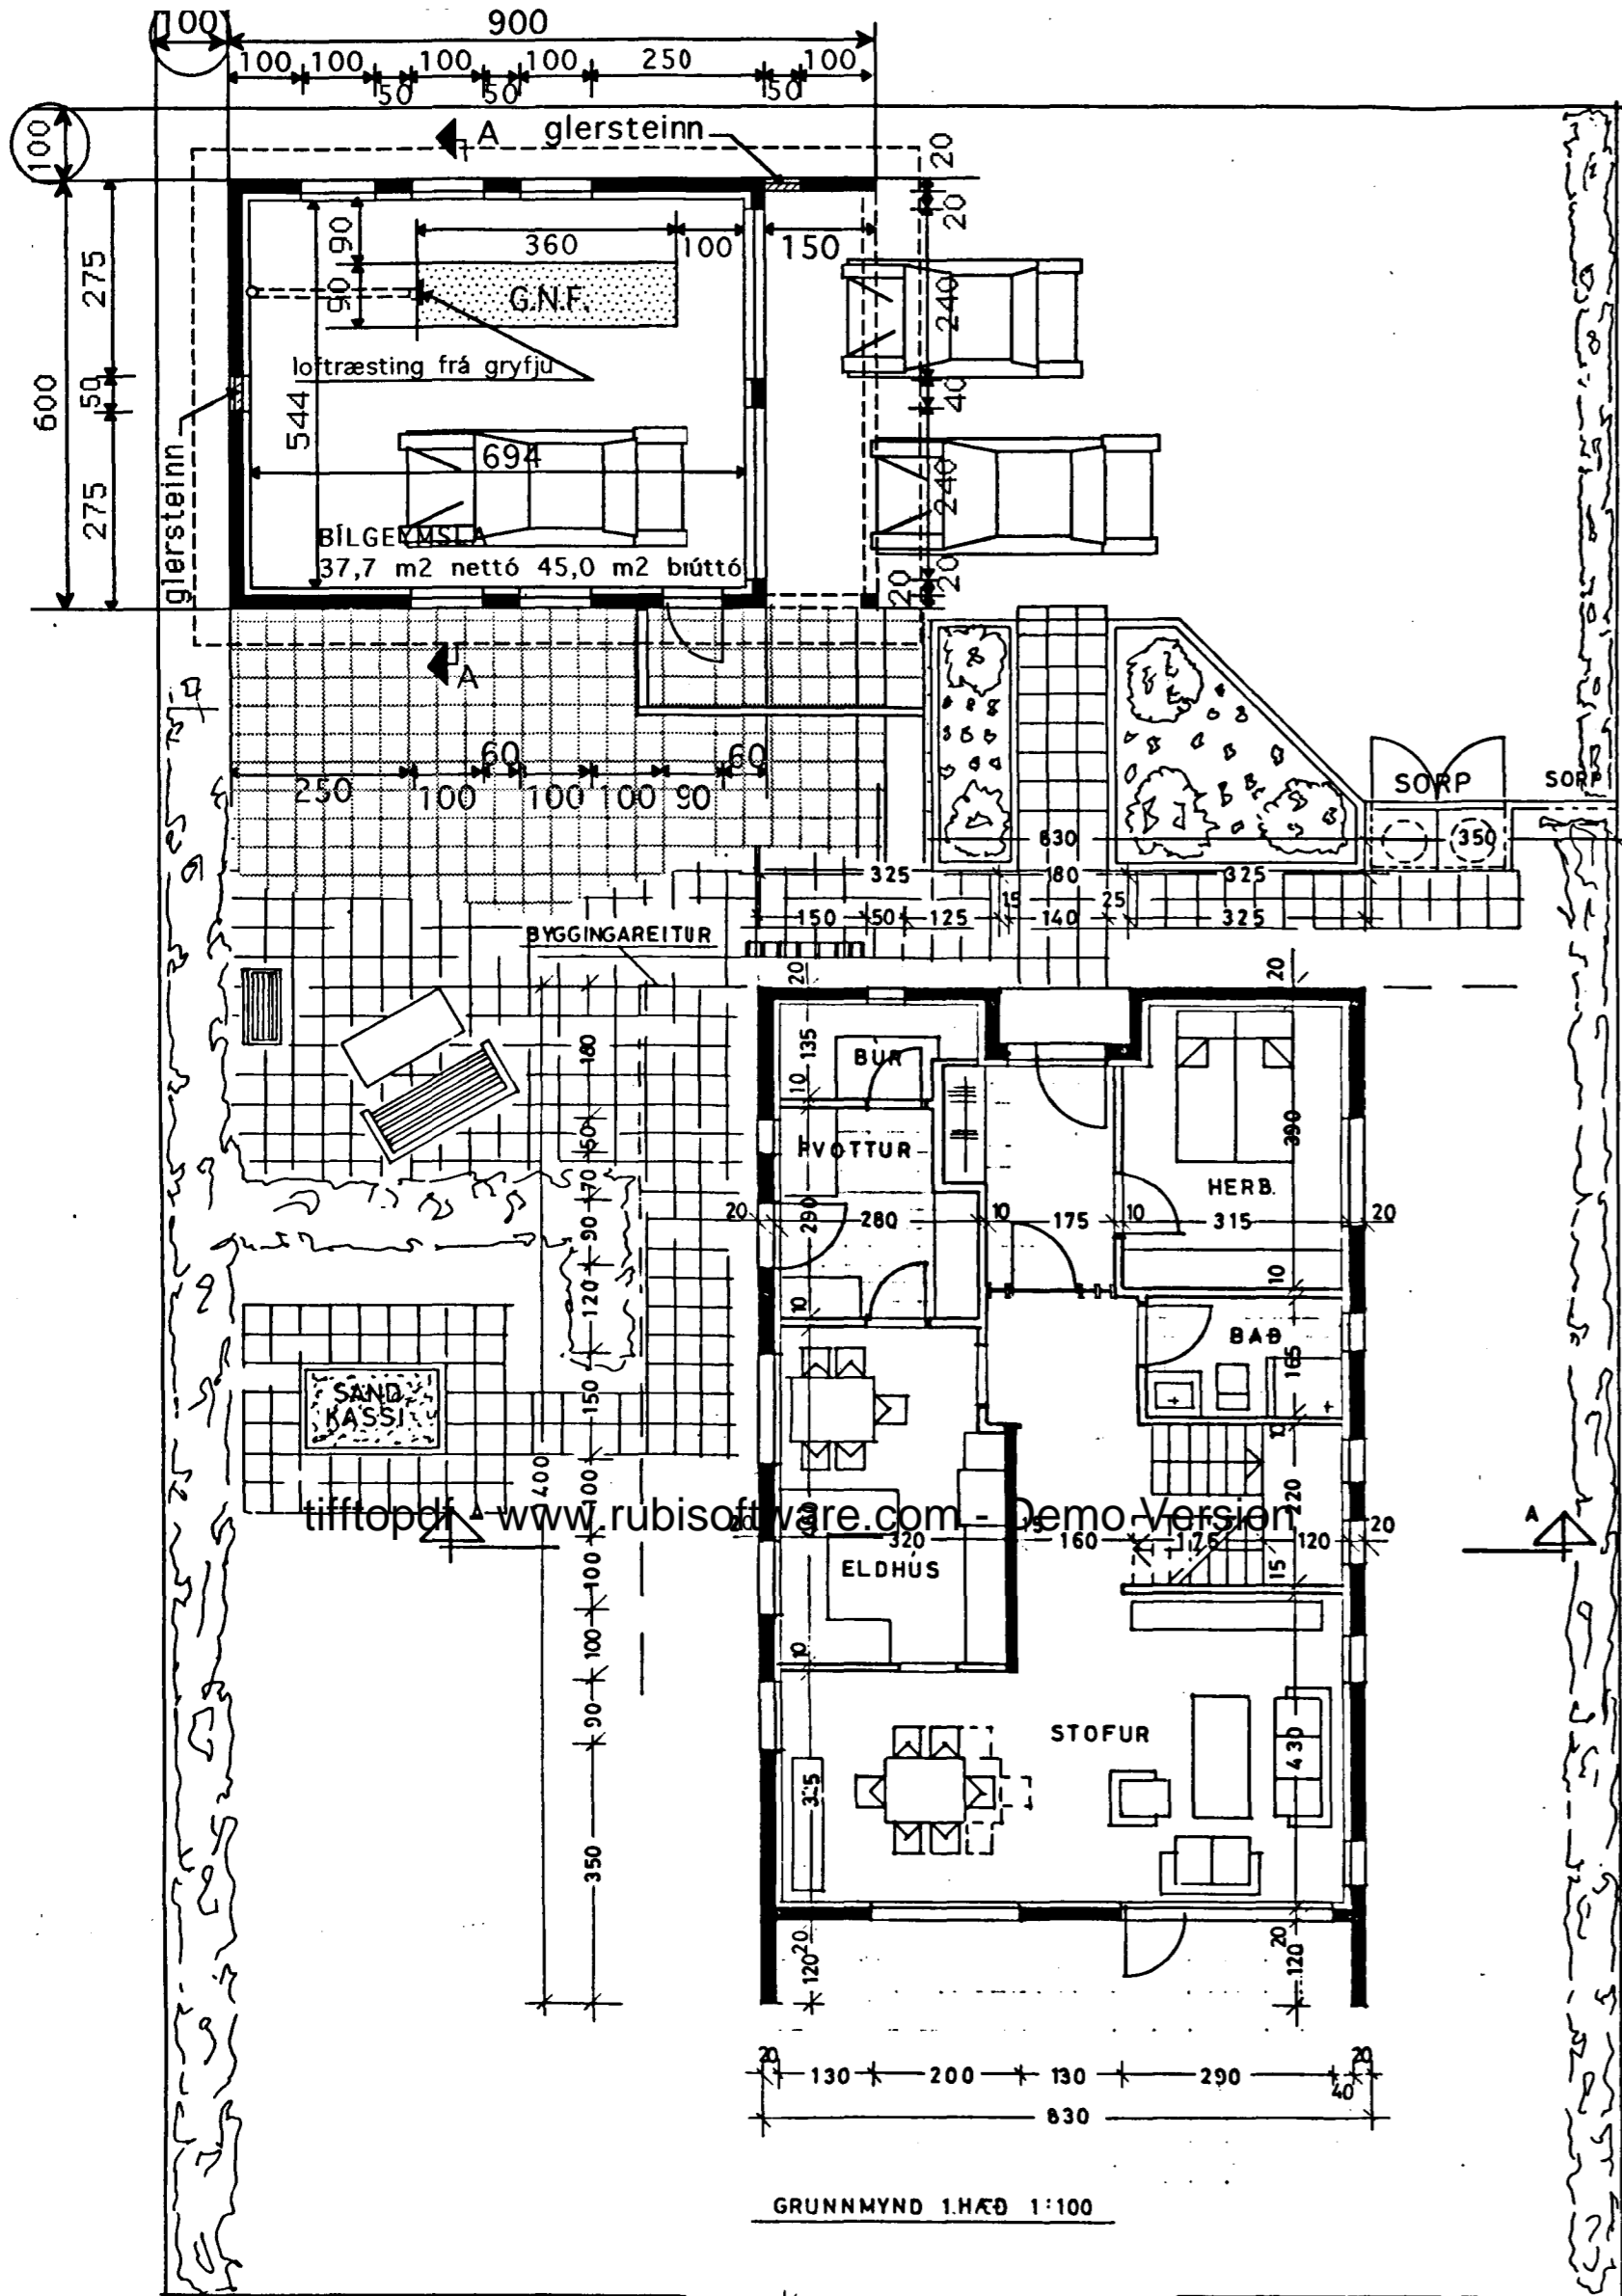 100 900
100 100 100 100 250 100
50 50 50
100
A glersteinn
20
20
275 90 360 100 150
90 G.N.F. 240
loftræsting frá gryfju
600 50 544 40
glersteinn 694 240
275
BÍLGEYMSLA
37,7 m2 nettó 45,0 m2 brúttó
20 20
A
60 60
250 100 100 100 90
SORP SORP
830 350
325 180 325
15 25
150 50 125 140 325
BYGGINGAREITUR
20 20
180 135 BÚR
10
50 ÞVOTTUR 390
70 HERB.
90 20 290 280 10 175 10 315 20
120 10 10
BAÐ
165
150 SAND
KASSI
10
1400 100 220
tifftopdf - www.rubisoftware.com - Demo Version
A A
20 460 320 15 160 175 120 20
100 ELDHÚS 15
100 10
90 STOFUR
430
335
350
20 20
120 120
20 130 200 130 290 40 20
830
GRUNNMYND 1.HÆÐ 1:100